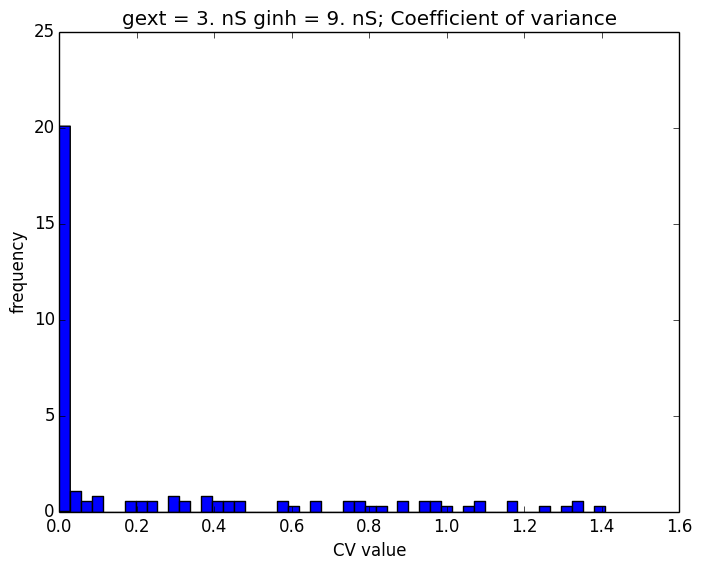 gext = 3. nS ginh = 9. nS; Coefficient of variance
25
20
15
10
5
0
frequency
0.0 0.2 0.4 0.6 0.8 1.0 1.2 1.4 1.6
CV value